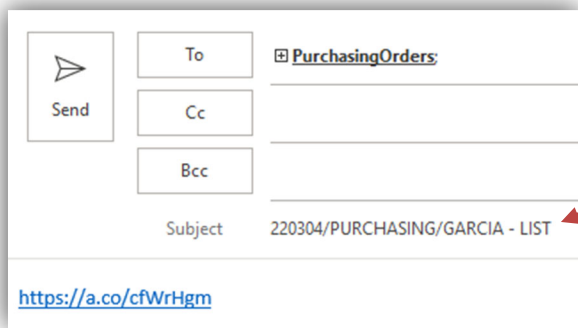 To
PurchasingOrders;
Send
Cc
Bcc
Subject 220304/PURCHASING/GARCIA - LIST
https://a.co/cfWrHgm